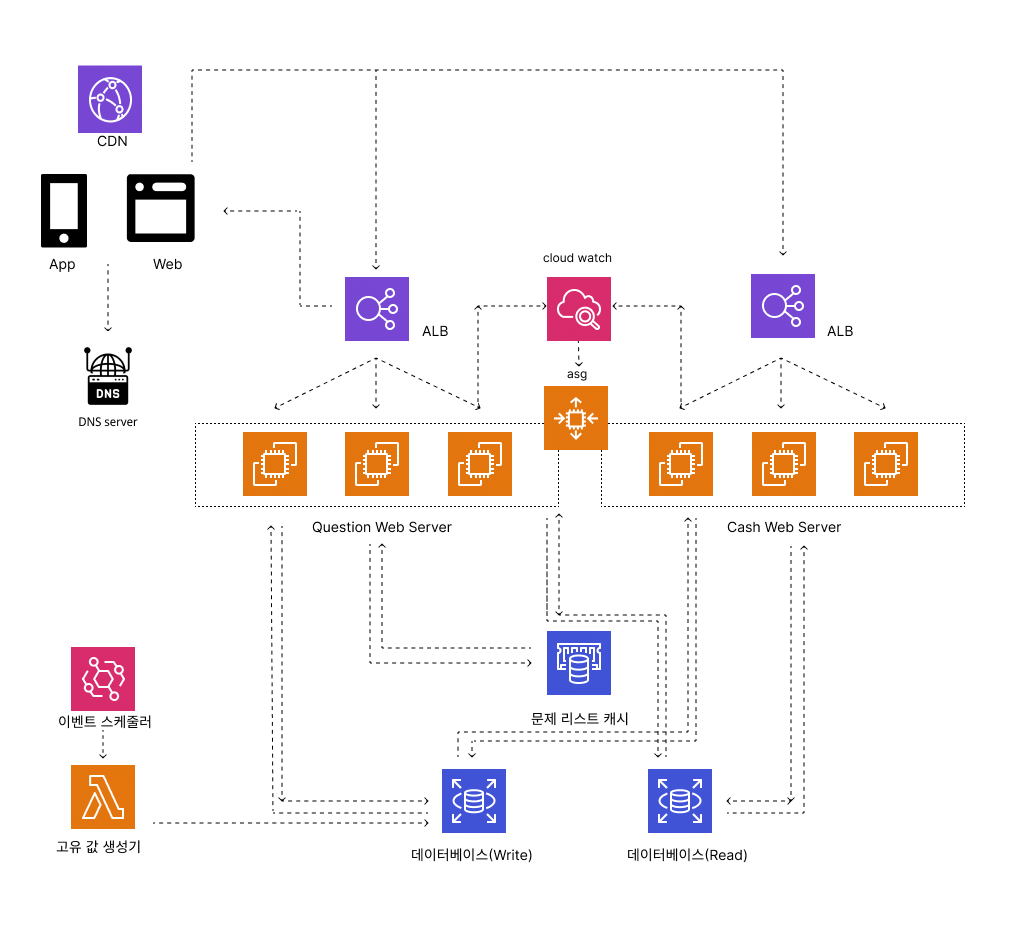 CDN
App
Web
cloud watch
ALB
ALB
asg
DNS
DNS server
Question Web Server
Cash Web Server
이벤트 스케줄러
문제 리스트 캐시
고유 값 생성기
데이터베이스(Write)
데이터베이스(Read)